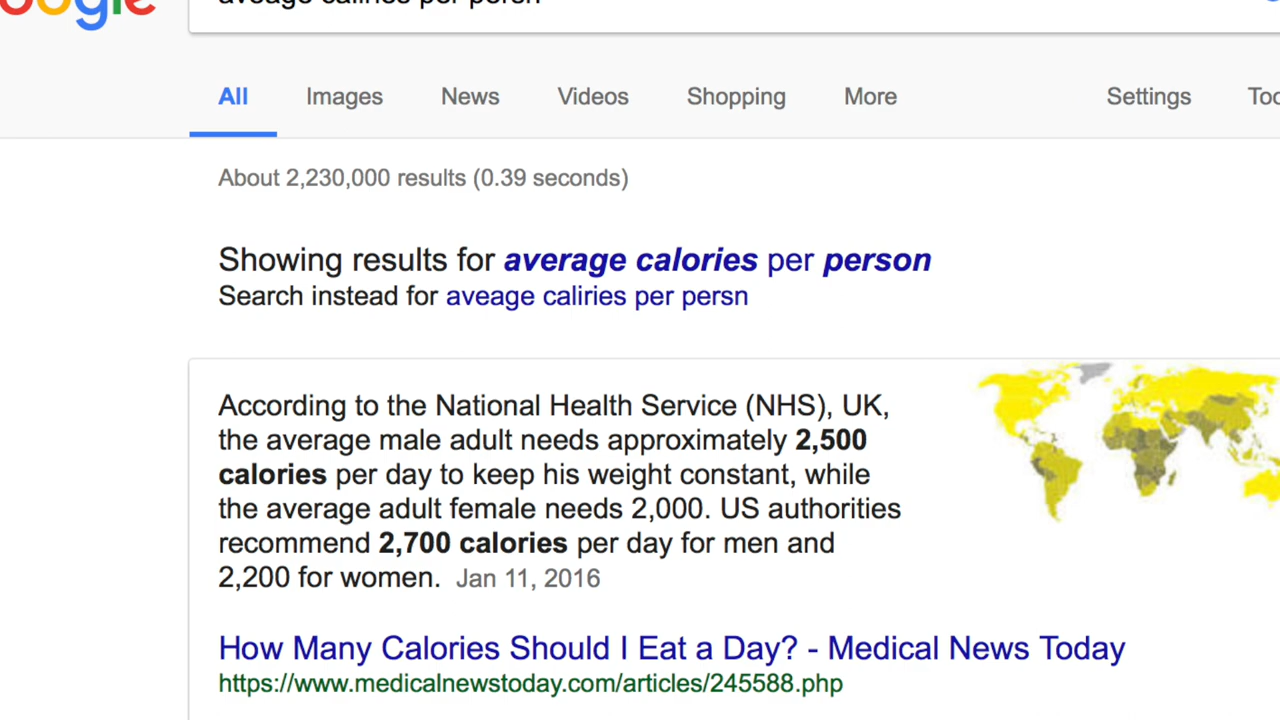 All Images News Videos Shopping More Settings
About 2,230,000 results (0.39 seconds)
Showing results for average calories per person
Search instead for aveage caliries per persn
According to the National Health Service (NHS), UK,
the average male adult needs approximately 2,500
calories per day to keep his weight constant, while
the average adult female needs 2,000. US authorities
recommend 2,700 calories per day for men and
2,200 for women. Jan 11, 2016
How Many Calories Should I Eat a Day? - Medical News Today
https://www.medicalnewstoday.com/articles/245588.php